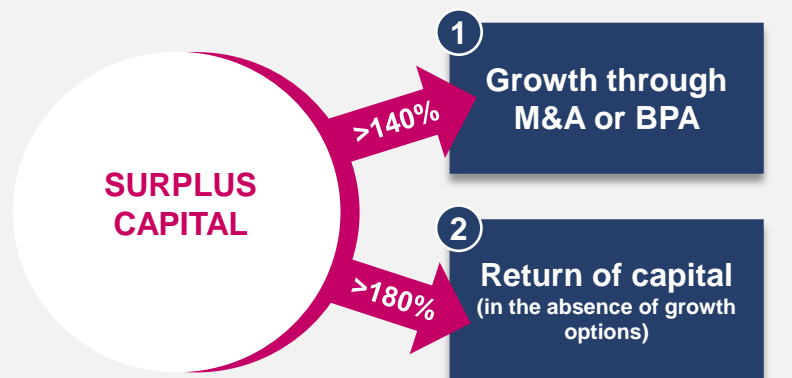 SURPLUS
CAPITAL
>140%
1
Growth through
M&A or BPA
>180%
2
Return of capital
(in the absence of growth
options)